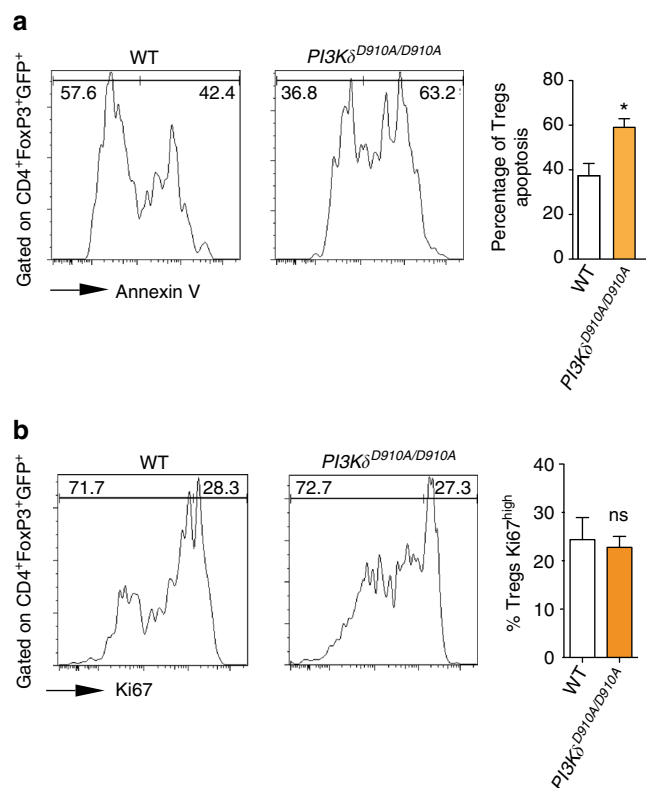 a
WT
PI3Kδ^D910A/D910A
57.6 42.4
36.8 63.2
Gated on CD4⁺FoxP3⁺GFP⁺
Annexin V
Percentage of Tregs
apoptosis
80
60
40
20
0
*
WT
PI3Kδ^D910A/D910A
b
WT
PI3Kδ^D910A/D910A
71.7 28.3
72.7 27.3
Gated on CD4⁺FoxP3⁺GFP⁺
Ki67
% Tregs Ki67^high
40
30
20
10
0
ns
WT
PI3Kδ^D910A/D910A